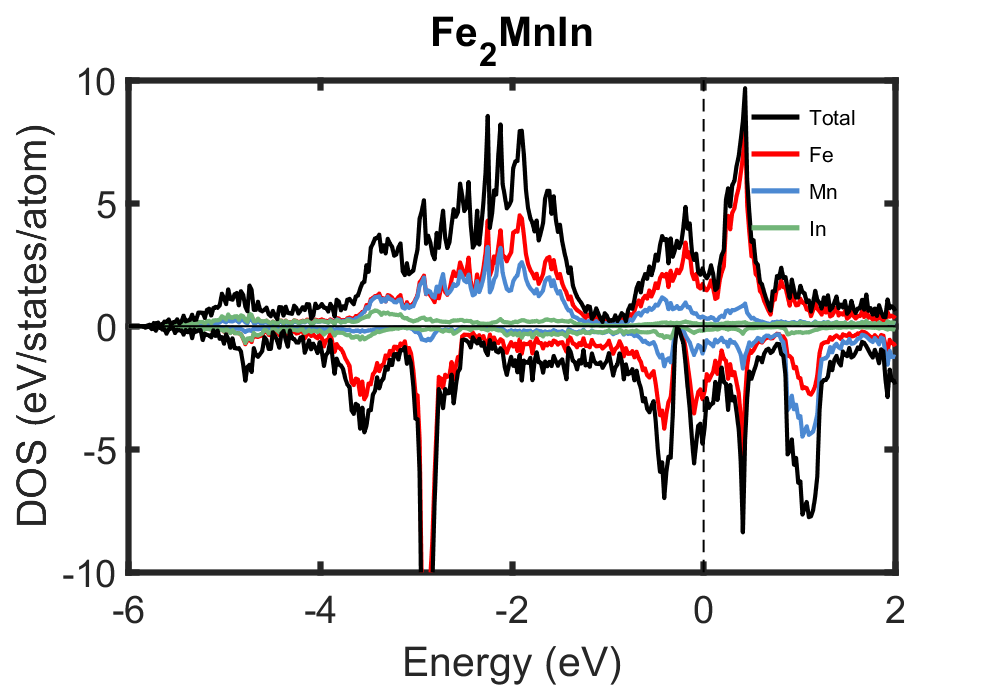 Fe₂MnIn
10
5
0
-5
-10
DOS (eV/states/atom)
Total
Fe
Mn
In
-6 -4 -2 0 2
Energy (eV)